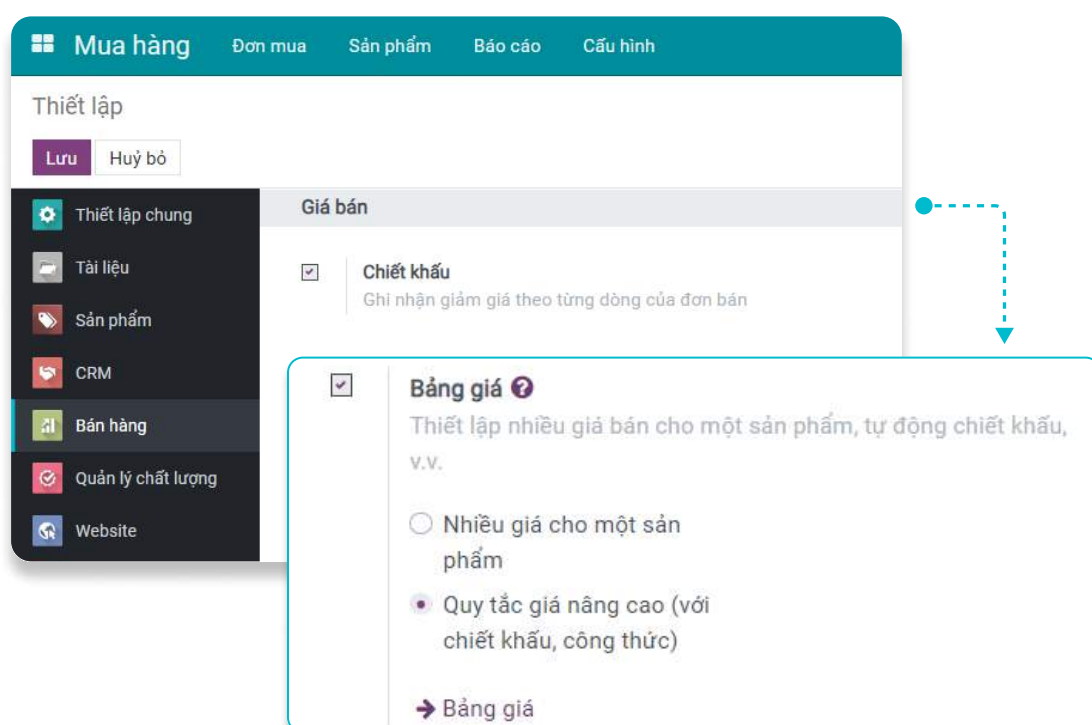 Mua hàng Đơn mua Sản phẩm Báo cáo Cấu hình
Thiết lập
Lưu Huỷ bỏ
Thiết lập chung
Tài liệu
Sản phẩm
CRM
Bán hàng
Quản lý chất lượng
Website
Giá bán
Chiết khấu
Ghi nhận giảm giá theo từng dòng của đơn bán
Bảng giá ?
Thiết lập nhiều giá bán cho một sản phẩm, tự động chiết khấu,
v.v.
Nhiều giá cho một sản
phẩm
Quy tắc giá nâng cao (với
chiết khấu, công thức)
Bảng giá